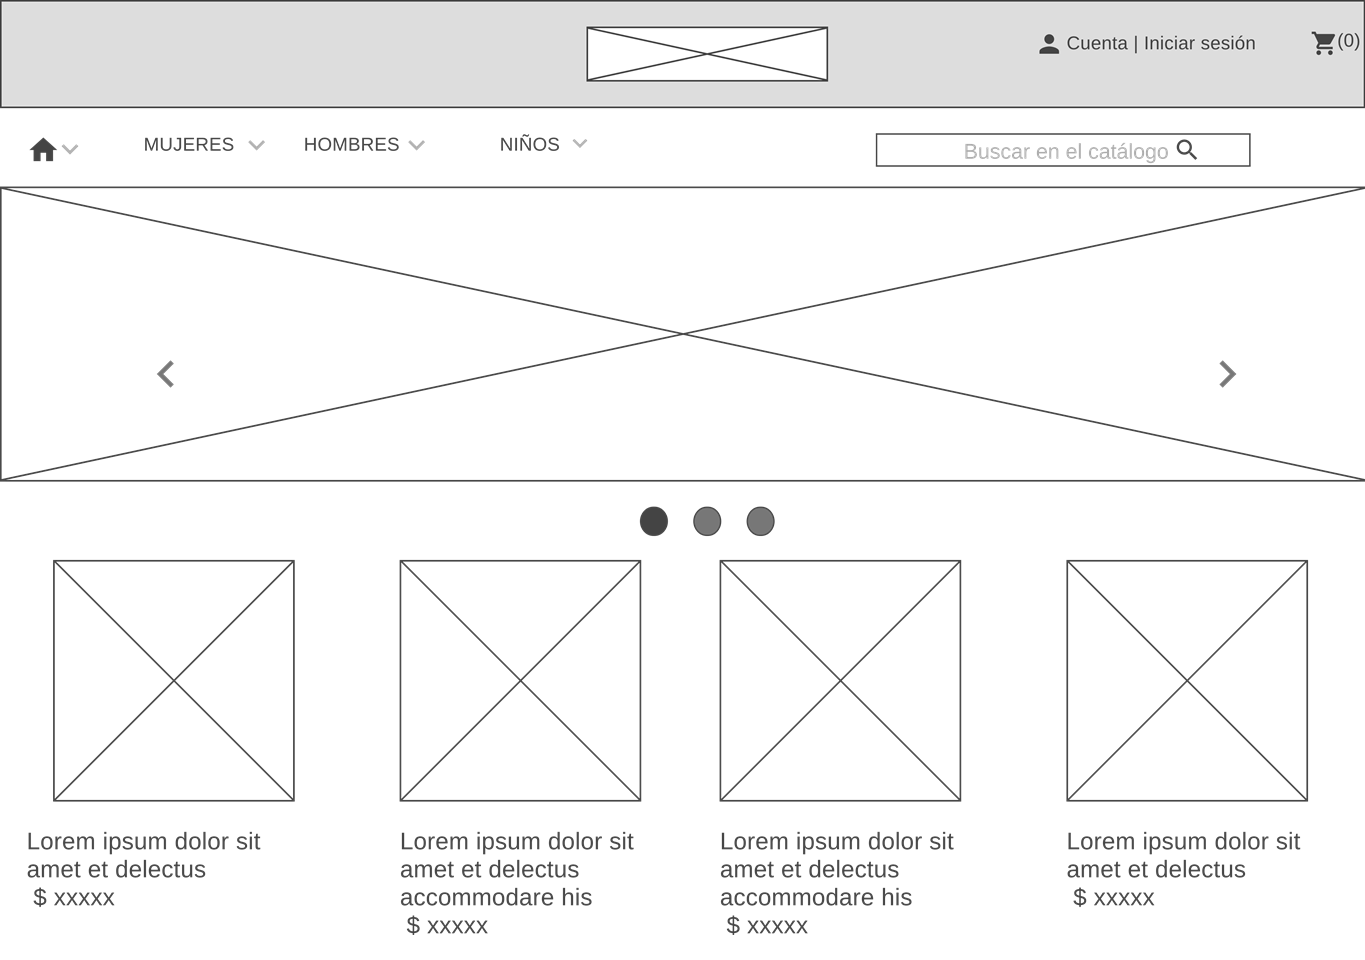 Cuenta | Iniciar sesión
(0)
MUJERES
HOMBRES
NIÑOS
Buscar en el catálogo
Lorem ipsum dolor sit
amet et delectus
$ xxxxx
Lorem ipsum dolor sit
amet et delectus
accommodare his
$ xxxxx
Lorem ipsum dolor sit
amet et delectus
accommodare his
$ xxxxx
Lorem ipsum dolor sit
amet et delectus
$ xxxxx